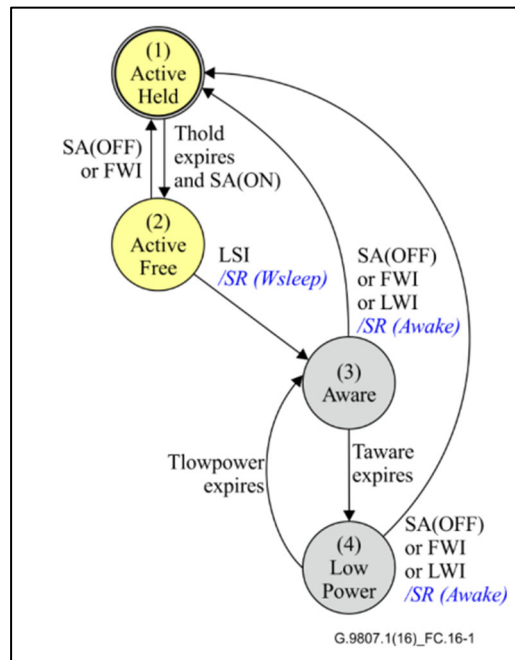 (1)
Active
Held
SA(OFF)
or FWI
Thold
expires
and SA(ON)
(2)
Active
Free
LSI
/SR (Wsleep)
SA(OFF)
or FWI
or LWI
/SR (Awake)
(3)
Aware
Tlowpower
expires
Taware
expires
(4)
Low
Power
SA(OFF)
or FWI
or LWI
/SR (Awake)
G.9807.1(16)_FC.16-1